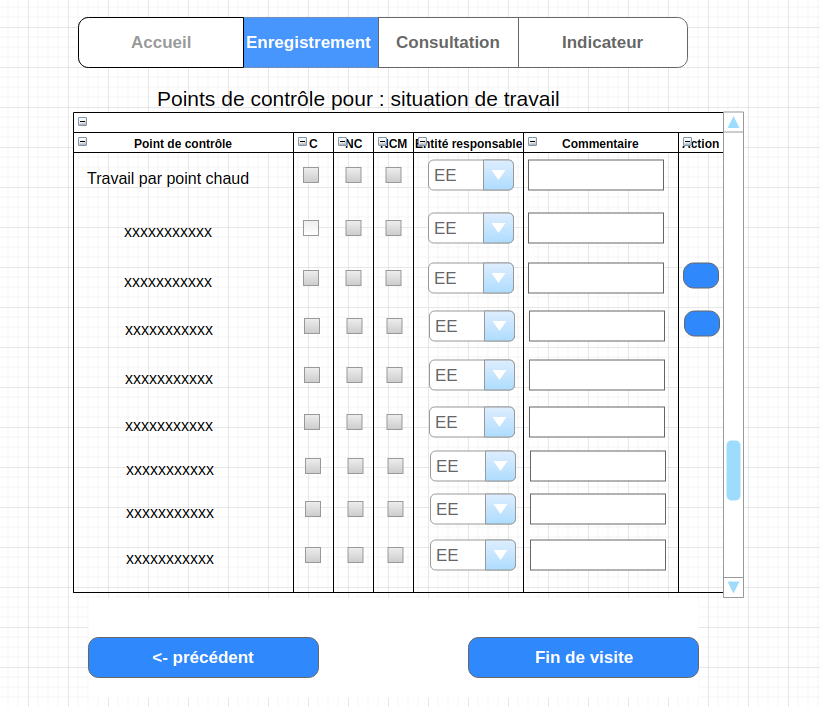 Accueil Enregistrement Consultation Indicateur
Points de contrôle pour : situation de travail
Point de contrôle C NC NCM Entité responsable Commentaire Action
Travail par point chaud EE
xxxxxxxxxxx EE
xxxxxxxxxxx EE
xxxxxxxxxxx EE
xxxxxxxxxxx EE
xxxxxxxxxxx EE
xxxxxxxxxxx EE
xxxxxxxxxxx EE
xxxxxxxxxxx EE
<- précédent Fin de visite